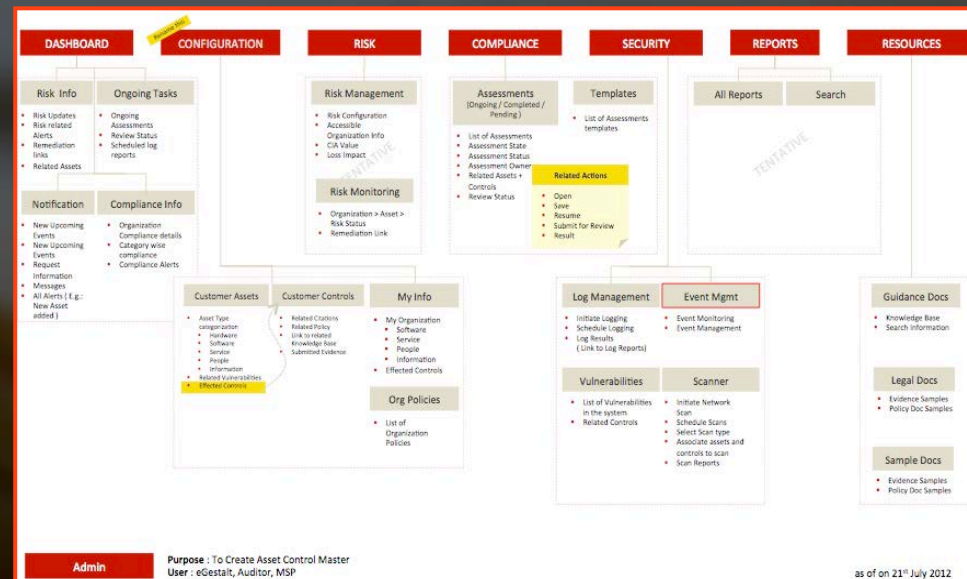 Rename this
DASHBOARD
CONFIGURATION
RISK
COMPLIANCE
SECURITY
REPORTS
RESOURCES
Risk Info
Risk Updates
Risk related
Alerts
Remediation
links
Related Assets
Ongoing Tasks
Ongoing
Assessments
Review Status
Scheduled log
reports
Notification
New Upcoming
Events
New Upcoming
Events
Request
Information
Messages
All Alerts ( E.g.:
New Asset
added )
Compliance Info
Organization
Compliance details
Category wise
compliance
Compliance Alerts
Risk Management
Risk Configuration
Accessible
Organization Info
CIA Value
Loss Impact
TENTATIVE
Risk Monitoring
Organization > Asset >
Risk Status
Remediation Link
Assessments
(Ongoing / Completed /
Pending )
List of Assessments
Assessment State
Assessment Status
Assessment Owner
Related Assets +
Controls
Review Status
Templates
List of Assessments
templates
Related Actions
Open
Save
Resume
Submit for Review
Result
All Reports
Search
TENTATIVE
Customer Assets
Asset Type
categorization
Hardware
Software
Service
People
Information
Related Vulnerabilities
Effected Controls
Customer Controls
Related Citations
Related Policy
Link to related
Knowledge Base
Submitted Evidence
My Info
My Organization
Software
Service
People
Information
Effected Controls
Org Policies
List of
Organization
Policies
Log Management
Initiate Logging
Schedule Logging
Log Results
( Link to Log Reports)
Event Mgmt
Event Monitoring
Event Management
Vulnerabilities
List of Vulnerabilities
in the system
Related Controls
Scanner
Initiate Network
Scan
Schedule Scans
Select Scan type
Associate assets and
controls to scan
Scan Reports
Guidance Docs
Knowledge Base
Search Information
Legal Docs
Evidence Samples
Policy Doc Samples
Sample Docs
Evidence Samples
Policy Doc Samples
Admin
Purpose : To Create Asset Control Master
User : eGestalt, Auditor, MSP
as of on 21st July 2012